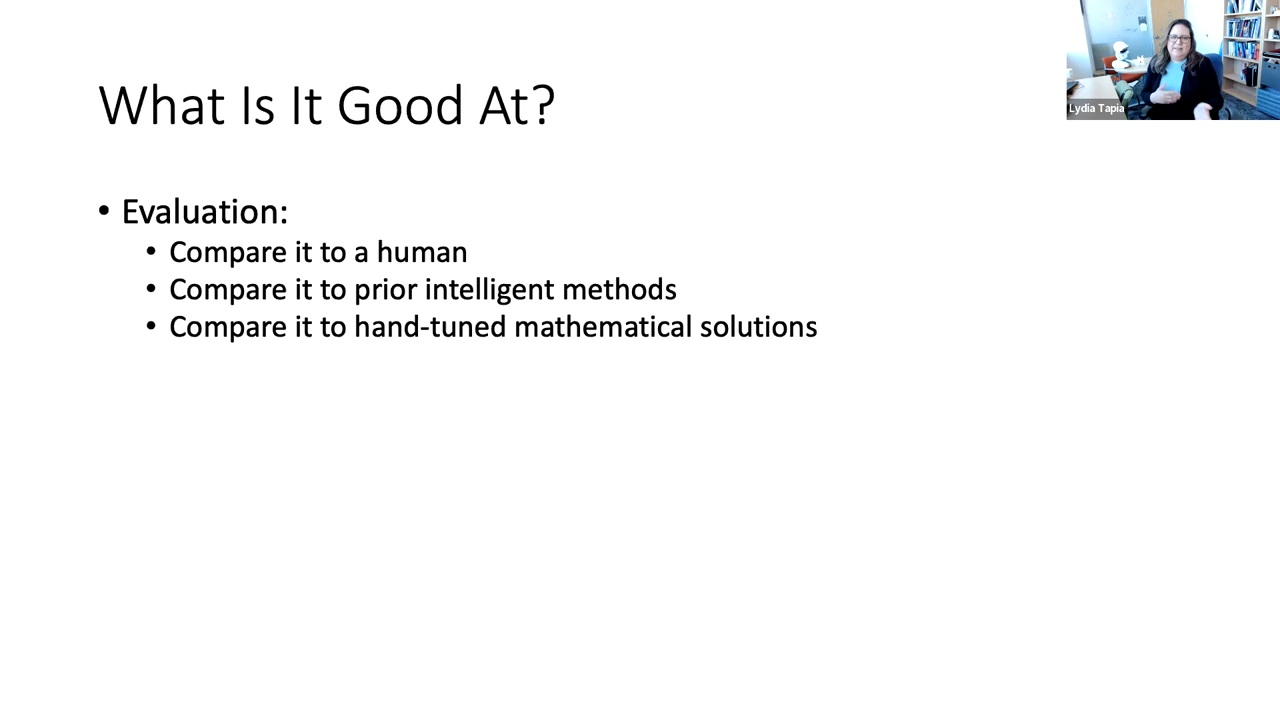 What Is It Good At?
• Evaluation:
• Compare it to a human
• Compare it to prior intelligent methods
• Compare it to hand-tuned mathematical solutions
Lydia Tapia